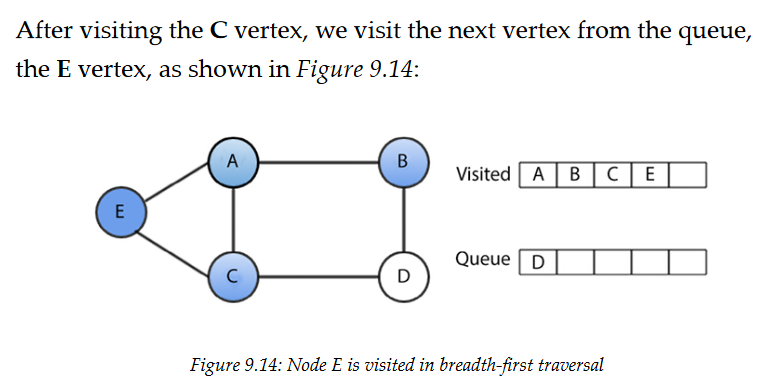 After visiting the C vertex, we visit the next vertex from the queue,
the E vertex, as shown in Figure 9.14:
A
B
Visited A B C E
E
Queue D
C
D
Figure 9.14: Node E is visited in breadth-first traversal